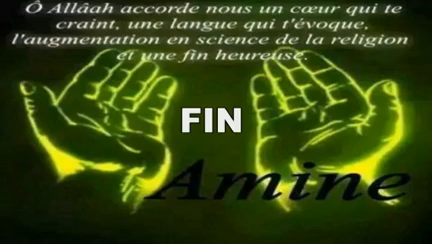 Ô Allâah accorde nous un cœur qui te
craint, une langue qui t'évoque,
l'augmentation en science de la religion
et une fin heureuse.
FIN
Amine